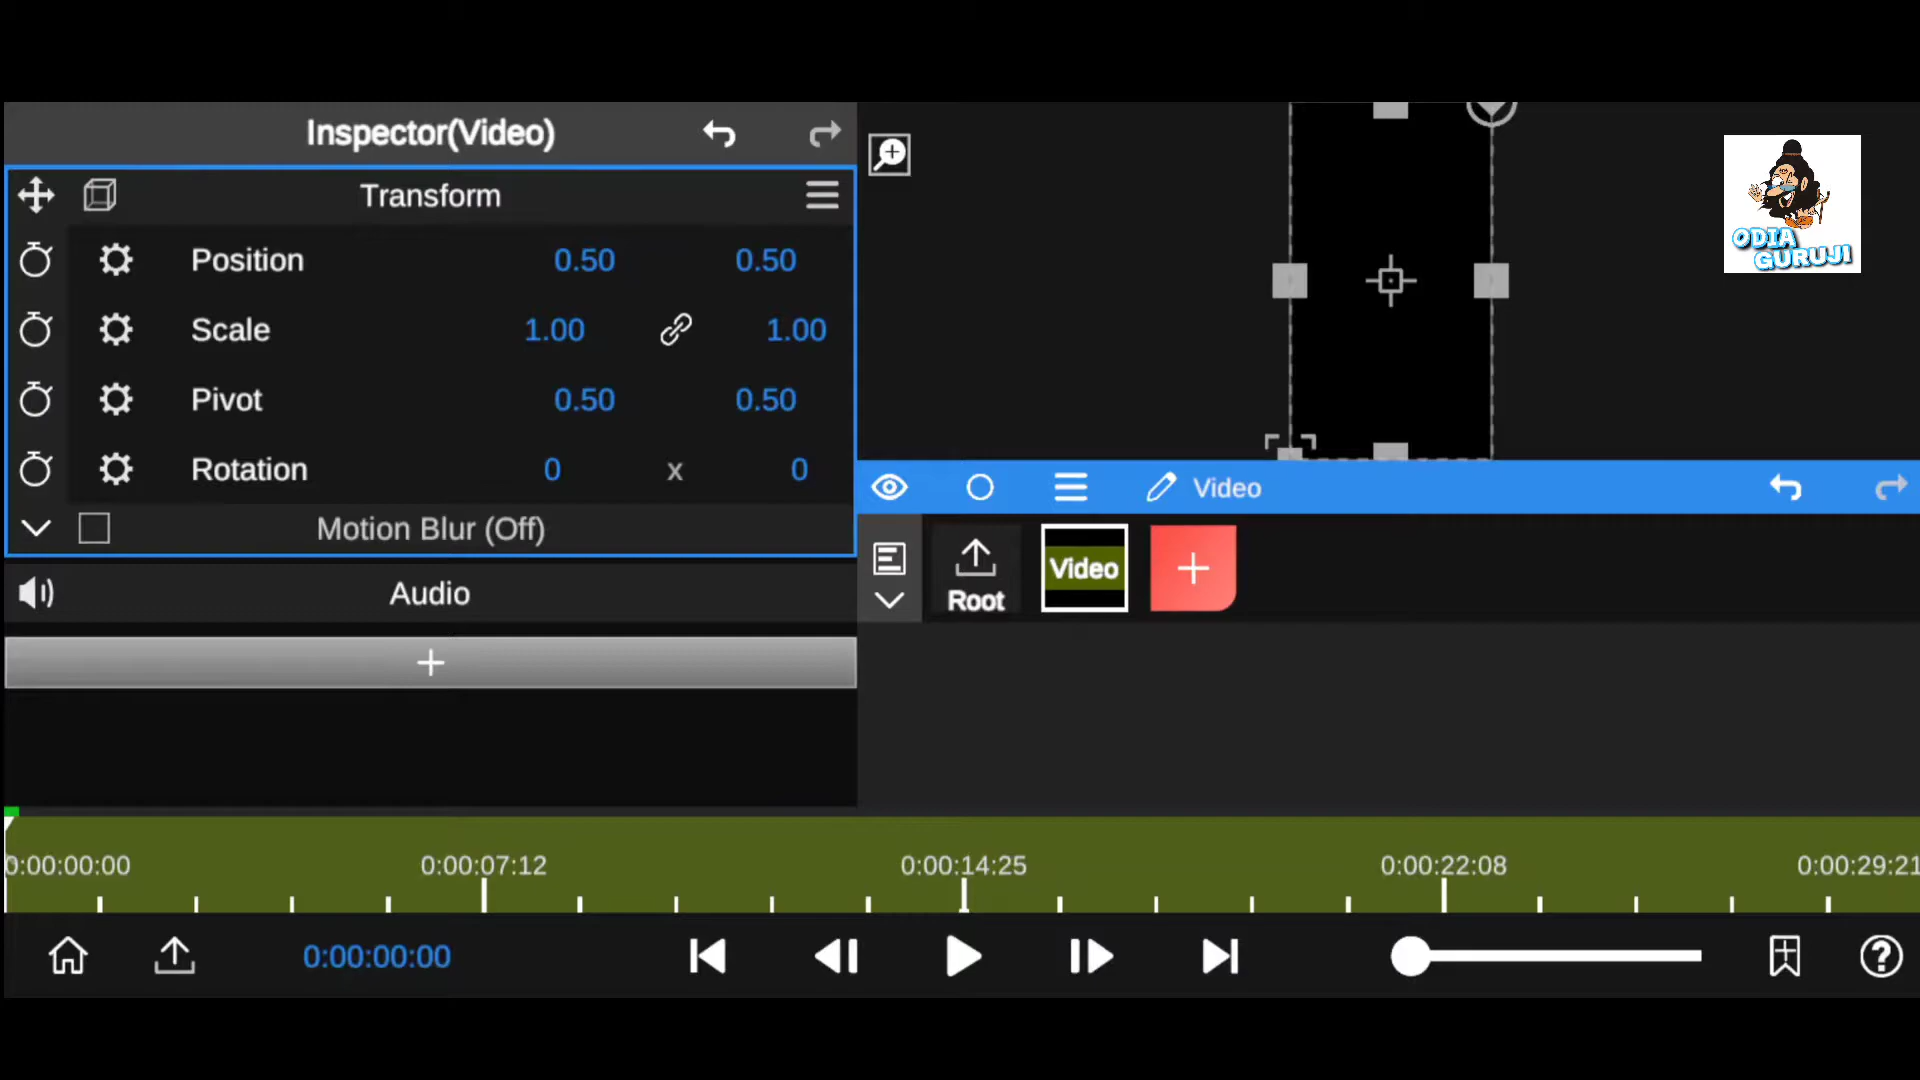 Inspector(Video)
Transform
Position 0.50 0.50
Scale 1.00 1.00
Pivot 0.50 0.50
Rotation 0 x 0
Motion Blur (Off)
Audio
ODIA
GURUJI
Video
Root
Video
0:00:00:00 0:00:07:12 0:00:14:25 0:00:22:08 0:00:29:21
0:00:00:00